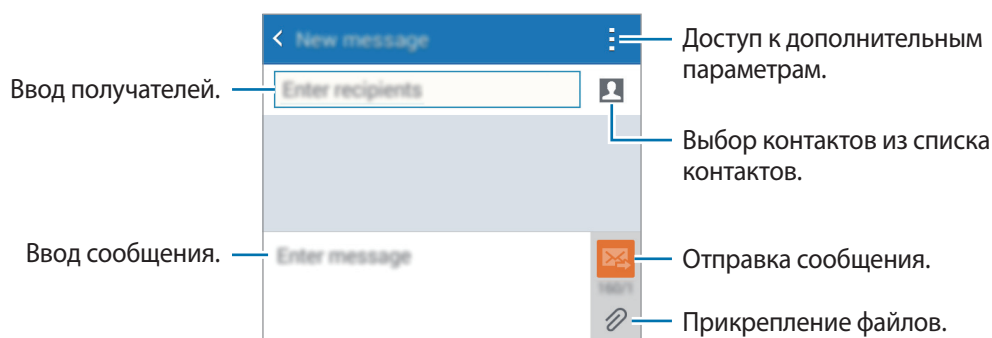 New message
Доступ к дополнительным
параметрам.
Ввод получателей.
Enter recipients
Выбор контактов из списка
контактов.
Ввод сообщения.
Enter message
Отправка сообщения.
160/1
Прикрепление файлов.